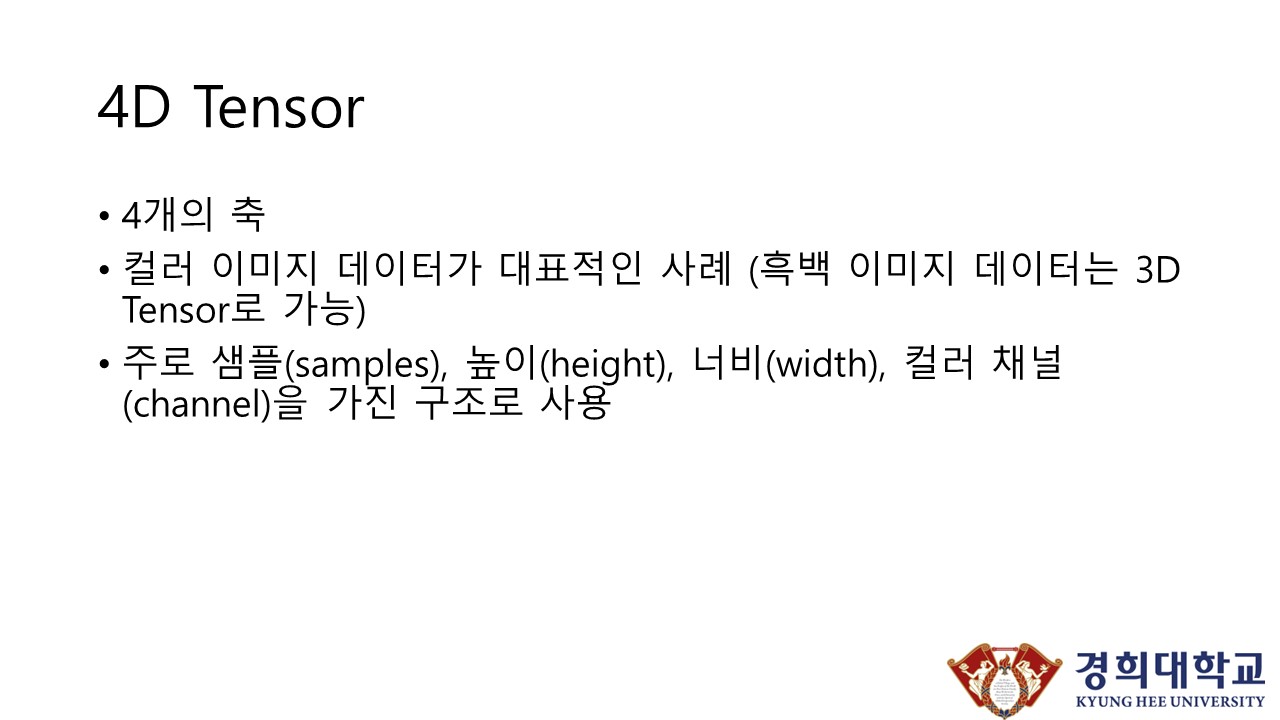 4D Tensor
• 4개의 축
• 컬러 이미지 데이터가 대표적인 사례 (흑백 이미지 데이터는 3D
Tensor로 가능)
• 주로 샘플(samples), 높이(height), 너비(width), 컬러 채널
(channel)을 가진 구조로 사용
경희대학교
KYUNG HEE UNIVERSITY